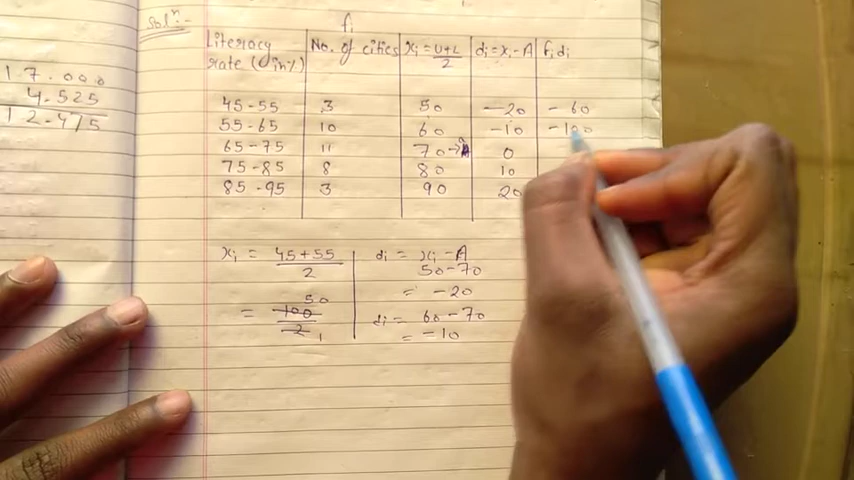 Solⁿ:-
17.000
4.525
12.475
fi
Literacy rate (in %) | No. of cities | xi = U+L/2 | di = xi - A | fi di
45-55 3 50 -20 -60
55-65 10 60 -10 -100
65-75 11 70 → A 0
75-85 8 80 10
85-95 3 90 20
xi = 45+55/2
= 100/2
50
1
di = xi - A
50-70
= -20
di = 60-70
= -10